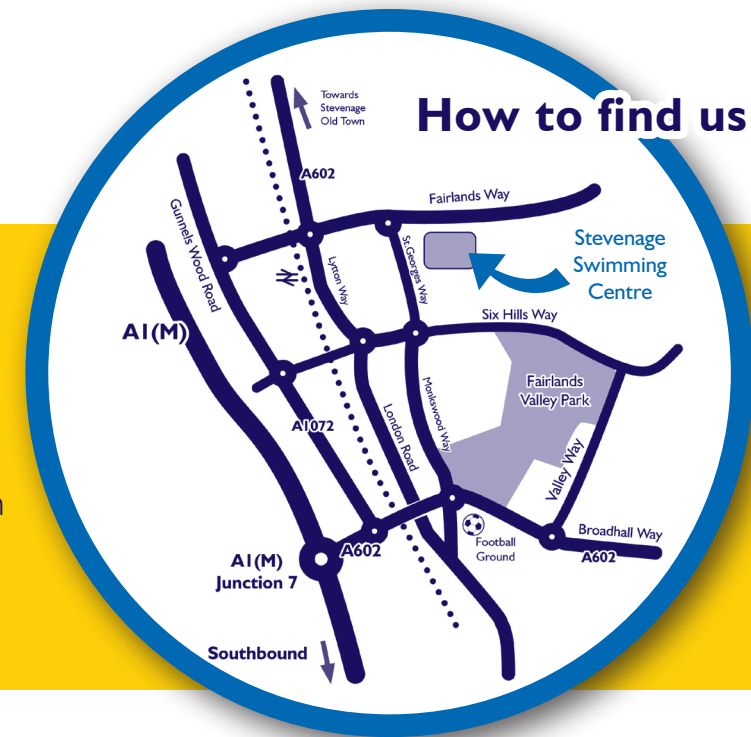 How to find us
Towards
Stevenage
Old Town
A602
Fairlands Way
Gunnels Wood Road
St.Georges Way
Lytton Way
Stevenage
Swimming
Centre
A1(M)
Six Hills Way
Fairlands
Valley Park
Monkswood Way
London Road
A1072
Valley Way
Football
Ground
Broadhall Way
A602
A602
A1(M)
Junction 7
Southbound